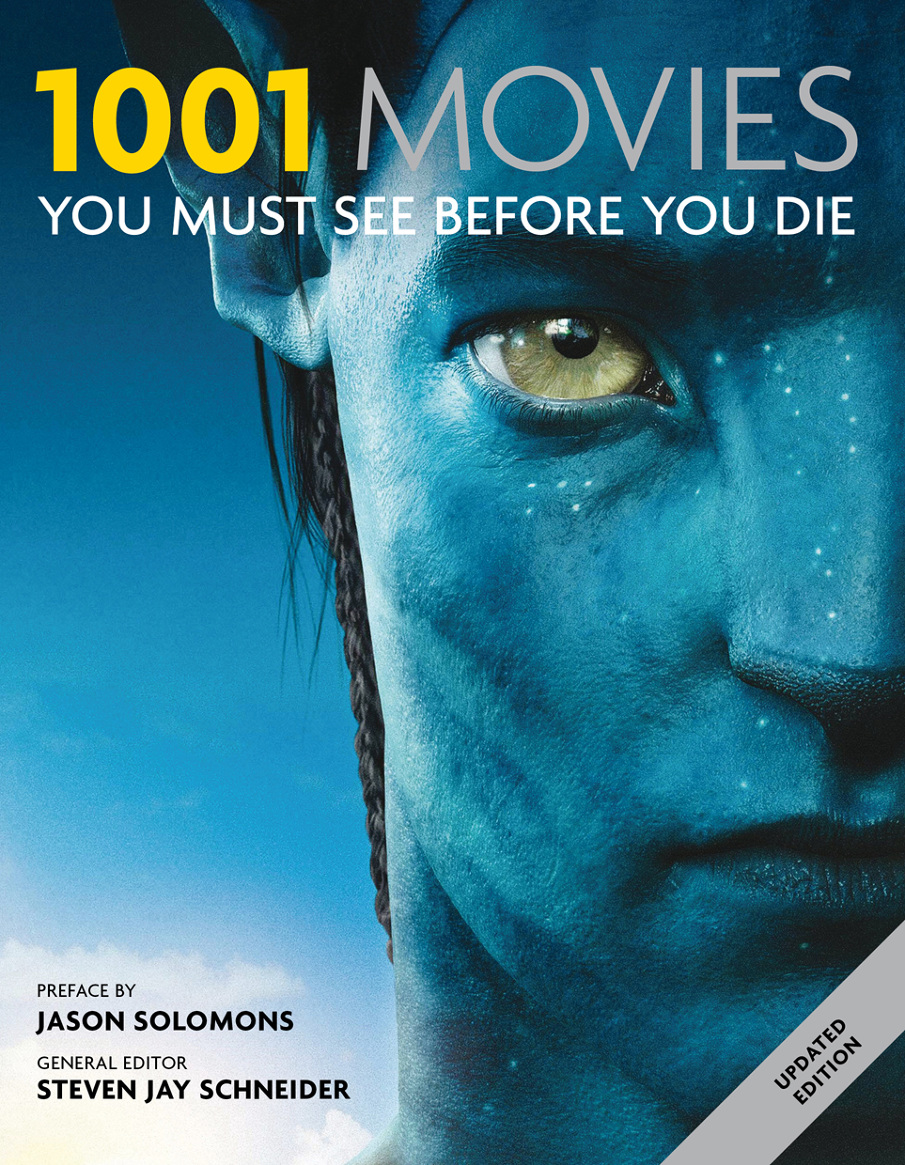 1001 MOVIES
YOU MUST SEE BEFORE YOU DIE
PREFACE BY
JASON SOLOMONS
GENERAL EDITOR
STEVEN JAY SCHNEIDER
UPDATED
EDITION